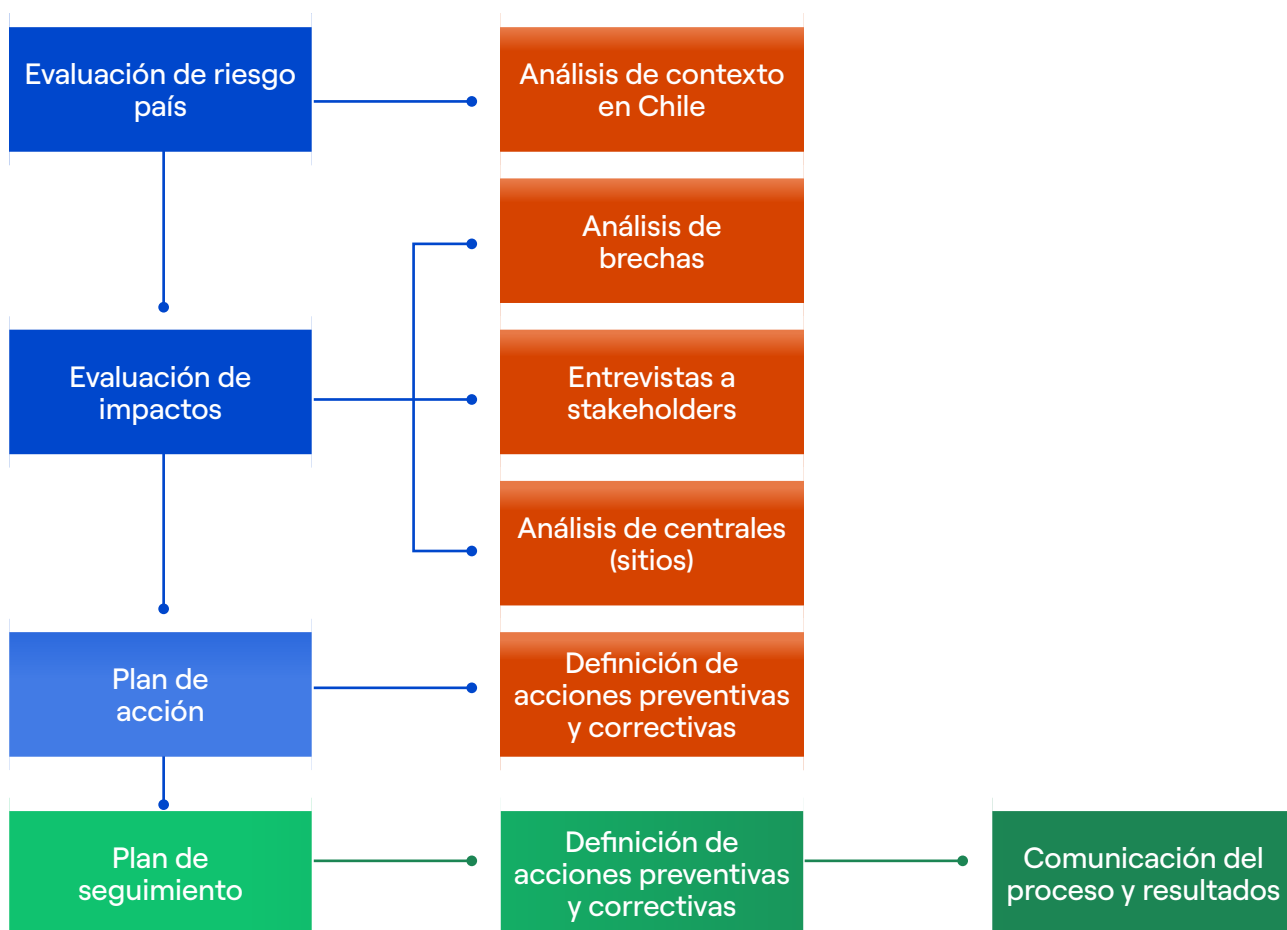 Evaluación de riesgo
país
Análisis de contexto
en Chile
Análisis de
brechas
Evaluación de
impactos
Entrevistas a
stakeholders
Análisis de centrales
(sitios)
Plan de
acción
Definición de
acciones preventivas
y correctivas
Plan de
seguimiento
Definición de
acciones preventivas
y correctivas
Comunicación del
proceso y resultados